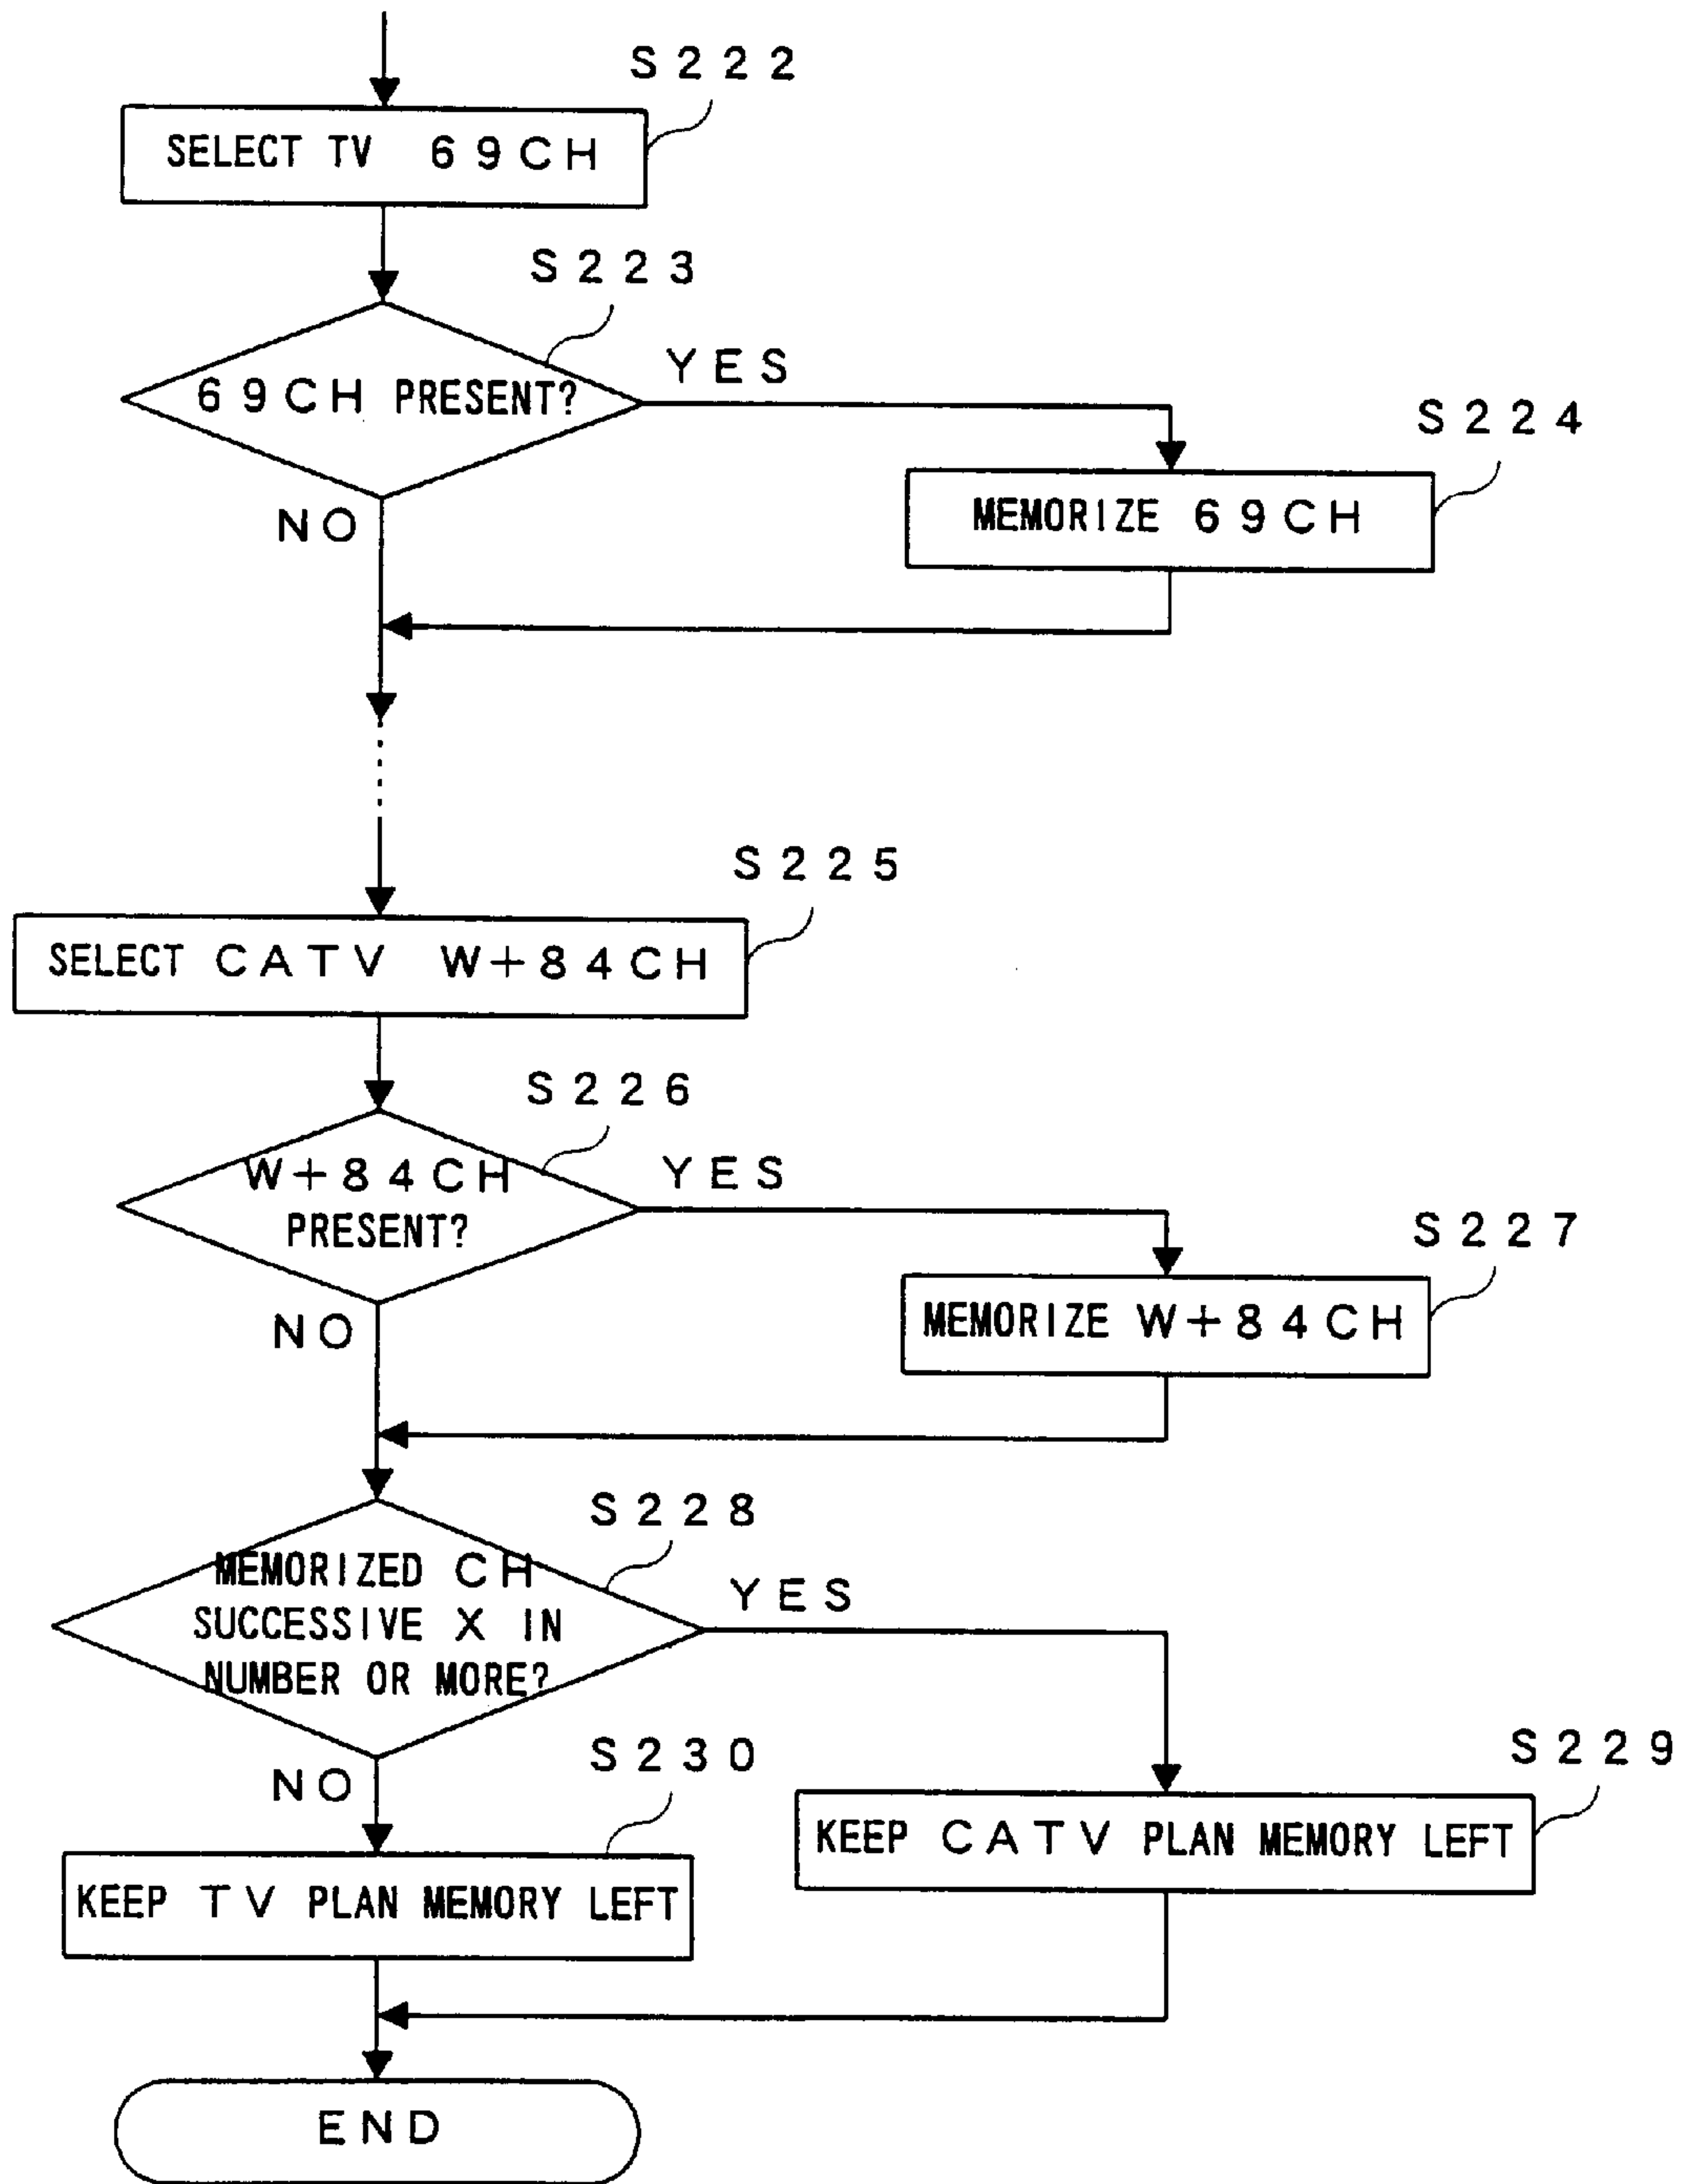 S222
SELECT TV 69CH
S223
69CH PRESENT?
YES
S224
MEMORIZE 69CH
NO
S225
SELECT CATV W+84CH
S226
W+84CH
PRESENT?
YES
S227
MEMORIZE W+84CH
NO
S228
MEMORIZED CH
SUCCESSIVE X IN
NUMBER OR MORE?
YES
S229
KEEP CATV PLAN MEMORY LEFT
NO
S230
KEEP TV PLAN MEMORY LEFT
END